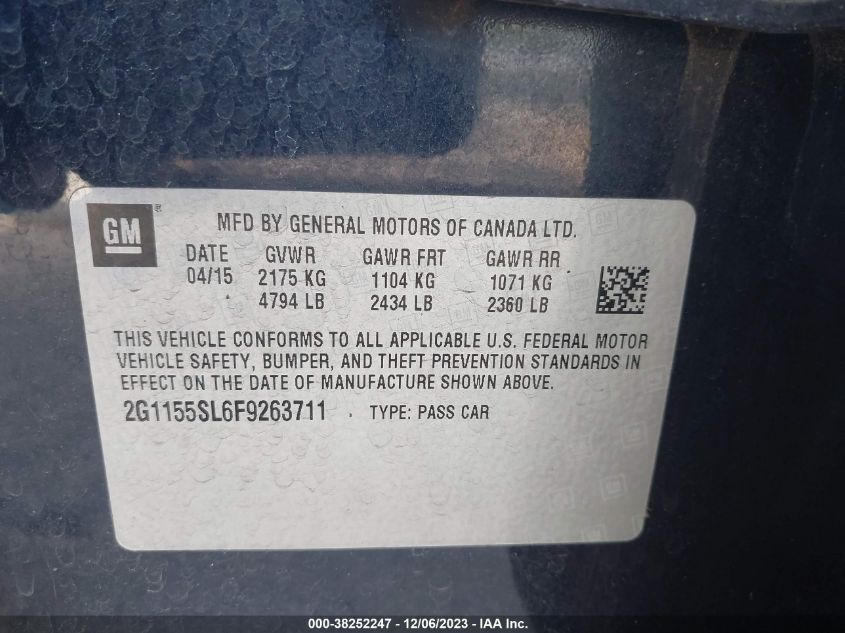 GM
MFD BY GENERAL MOTORS OF CANADA LTD.
DATE GVWR GAWR FRT GAWR RR
04/15 2175 KG 1104 KG 1071 KG
4794 LB 2434 LB 2360 LB
THIS VEHICLE CONFORMS TO ALL APPLICABLE U.S. FEDERAL MOTOR
VEHICLE SAFETY, BUMPER, AND THEFT PREVENTION STANDARDS IN
EFFECT ON THE DATE OF MANUFACTURE SHOWN ABOVE.
2G1155SL6F9263711 TYPE: PASS CAR
000-38252247 - 12/06/2023 - IAA Inc.